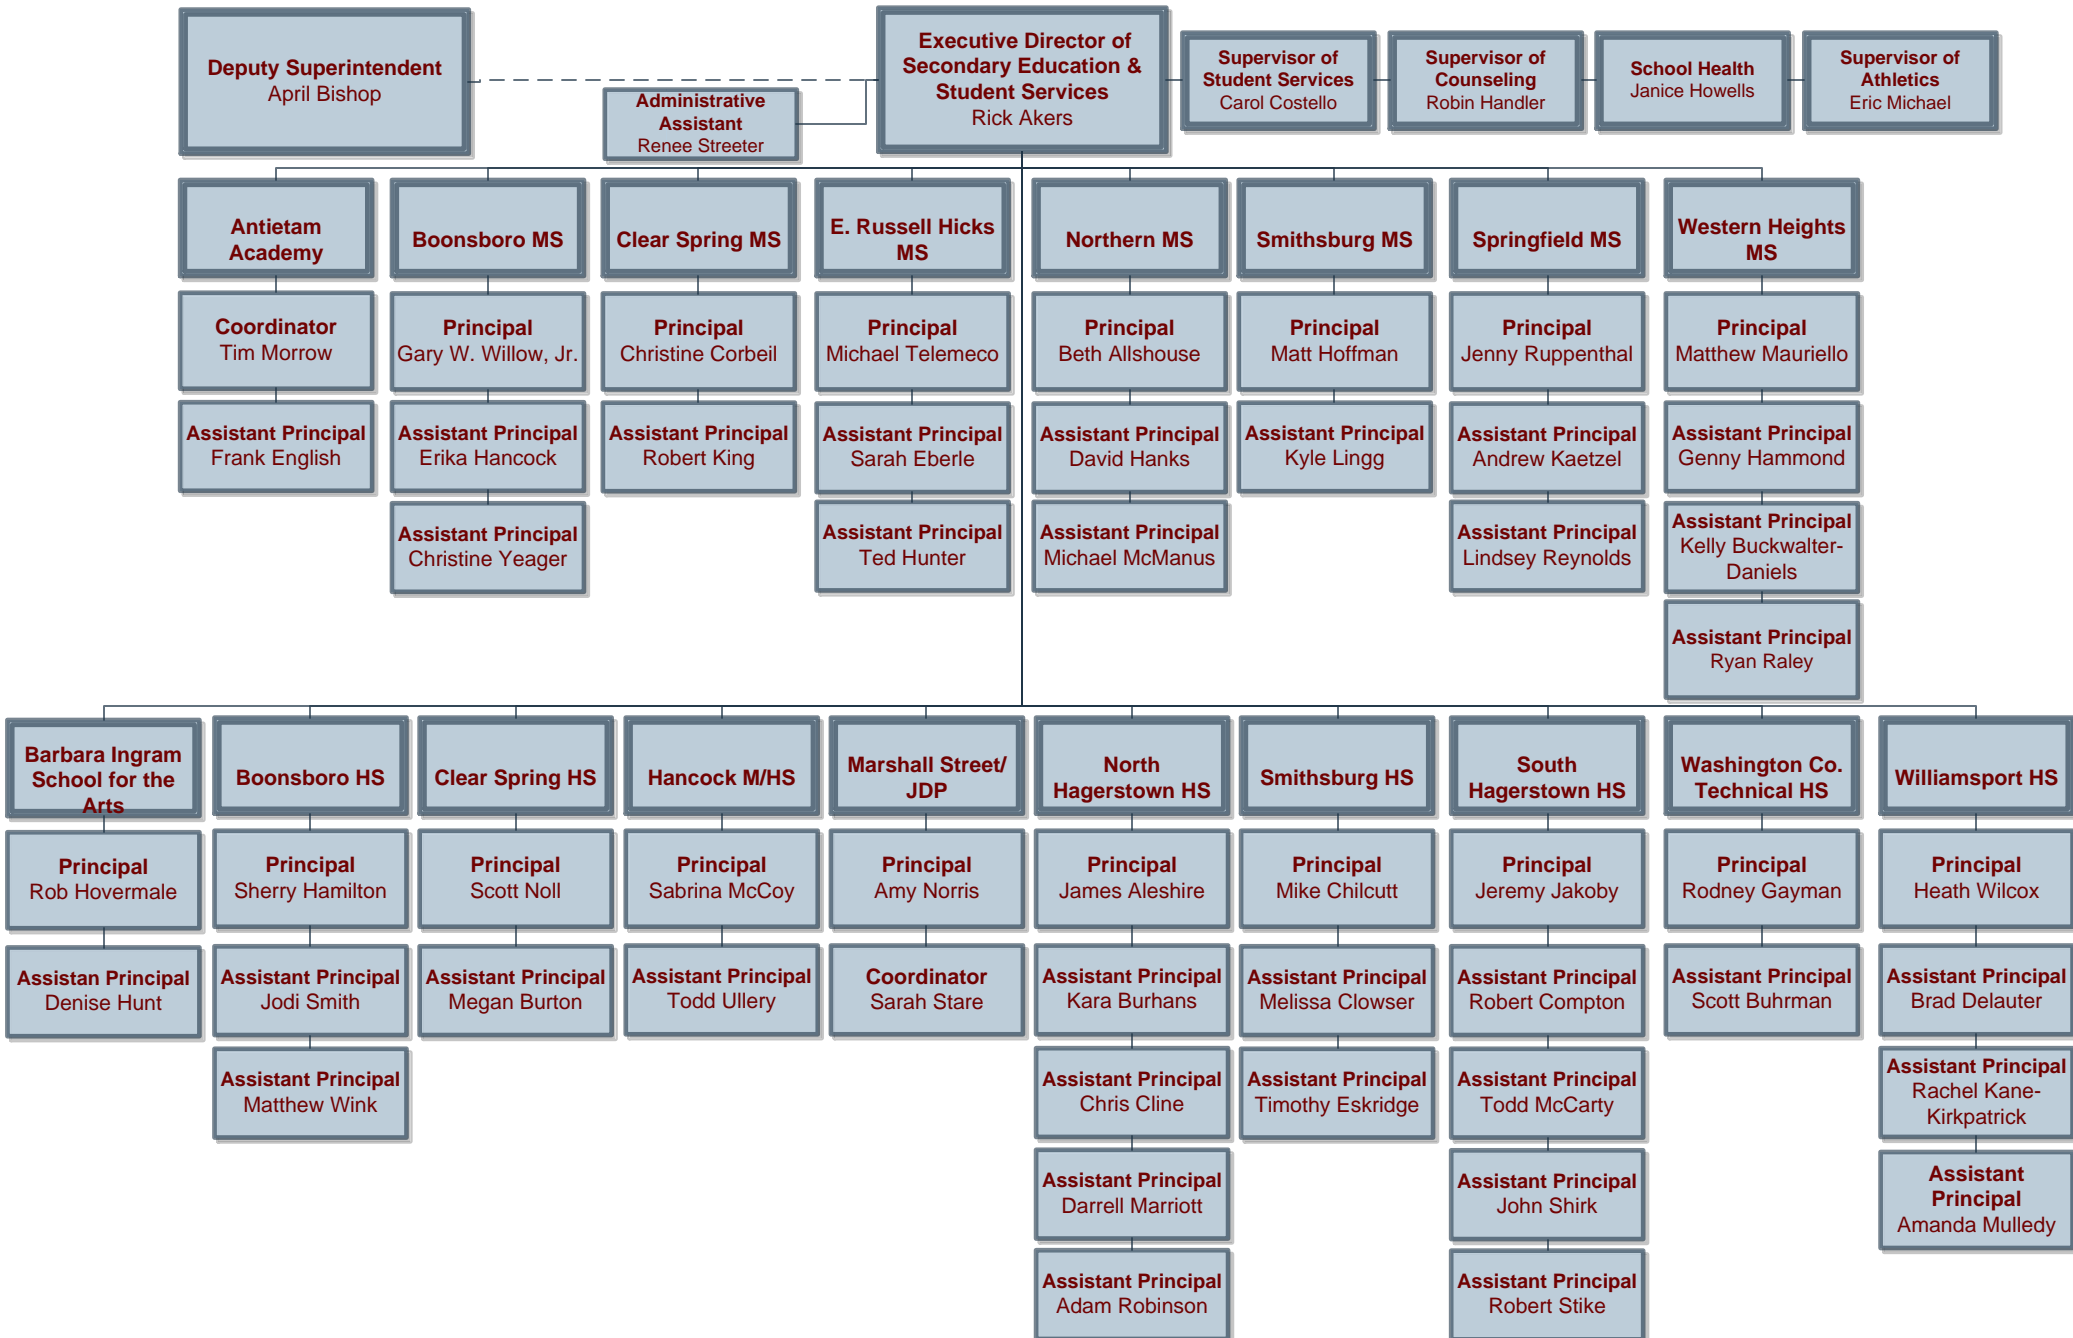 Deputy Superintendent
April Bishop
Administrative
Assistant
Renee Streeter
Executive Director of
Secondary Education &
Student Services
Rick Akers
Supervisor of
Student Services
Carol Costello
Supervisor of
Counseling
Robin Handler
School Health
Janice Howells
Supervisor of
Athletics
Eric Michael
Antietam
Academy
Coordinator
Tim Morrow
Assistant Principal
Frank English
Boonsboro MS
Principal
Gary W. Willow, Jr.
Assistant Principal
Erika Hancock
Assistant Principal
Christine Yeager
Clear Spring MS
Principal
Christine Corbeil
Assistant Principal
Robert King
E. Russell Hicks
MS
Principal
Michael Telemeco
Assistant Principal
Sarah Eberle
Assistant Principal
Ted Hunter
Northern MS
Principal
Beth Allshouse
Assistant Principal
David Hanks
Assistant Principal
Michael McManus
Smithsburg MS
Principal
Matt Hoffman
Assistant Principal
Kyle Lingg
Springfield MS
Principal
Jenny Ruppenthal
Assistant Principal
Andrew Kaetzel
Assistant Principal
Lindsey Reynolds
Western Heights
MS
Principal
Matthew Mauriello
Assistant Principal
Genny Hammond
Assistant Principal
Kelly Buckwalter-
Daniels
Assistant Principal
Ryan Raley
Barbara Ingram
School for the
Arts
Principal
Rob Hovermale
Assistan Principal
Denise Hunt
Boonsboro HS
Principal
Sherry Hamilton
Assistant Principal
Jodi Smith
Assistant Principal
Matthew Wink
Clear Spring HS
Principal
Scott Noll
Assistant Principal
Megan Burton
Hancock M/HS
Principal
Sabrina McCoy
Assistant Principal
Todd Ullery
Marshall Street/
JDP
Principal
Amy Norris
Coordinator
Sarah Stare
North
Hagerstown HS
Principal
James Aleshire
Assistant Principal
Kara Burhans
Assistant Principal
Chris Cline
Assistant Principal
Darrell Marriott
Assistant Principal
Adam Robinson
Smithsburg HS
Principal
Mike Chilcutt
Assistant Principal
Melissa Clowser
Assistant Principal
Timothy Eskridge
South
Hagerstown HS
Principal
Jeremy Jakoby
Assistant Principal
Robert Compton
Assistant Principal
Todd McCarty
Assistant Principal
John Shirk
Assistant Principal
Robert Stike
Washington Co.
Technical HS
Principal
Rodney Gayman
Assistant Principal
Scott Buhrman
Williamsport HS
Principal
Heath Wilcox
Assistant Principal
Brad Delauter
Assistant Principal
Rachel Kane-
Kirkpatrick
Assistant
Principal
Amanda Mulledy